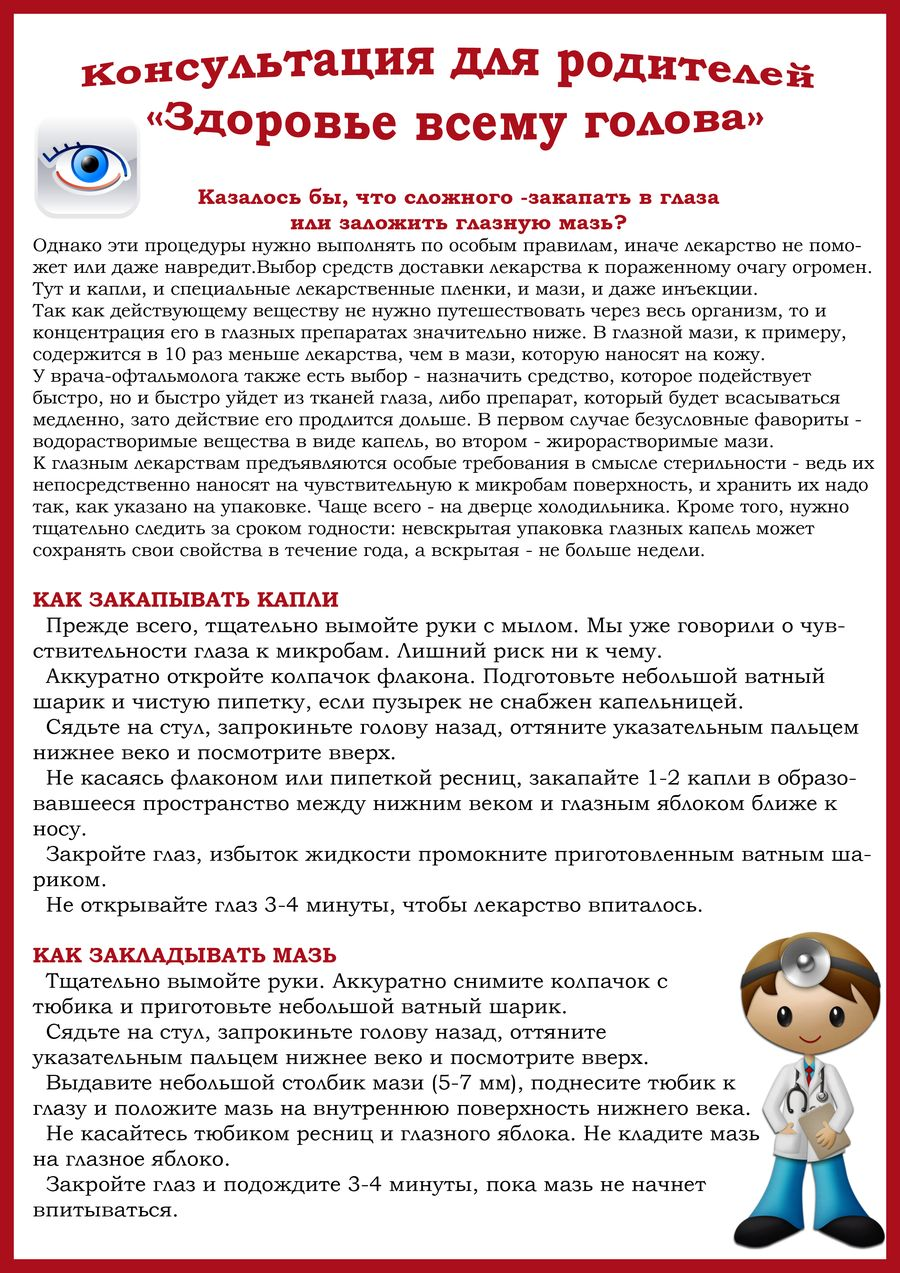 Консультация для родителей
«Здоровье всему голова»
Казалось бы, что сложного -закапать в глаза
или заложить глазную мазь?
Однако эти процедуры нужно выполнять по особым правилам, иначе лекарство не помо-
жет или даже навредит.Выбор средств доставки лекарства к пораженному очагу огромен.
Тут и капли, и специальные лекарственные пленки, и мази, и даже инъекции.
Так как действующему веществу не нужно путешествовать через весь организм, то и
концентрация его в глазных препаратах значительно ниже. В глазной мази, к примеру,
содержится в 10 раз меньше лекарства, чем в мази, которую наносят на кожу.
У врача-офтальмолога также есть выбор - назначить средство, которое подействует
быстро, но и быстро уйдет из тканей глаза, либо препарат, который будет всасываться
медленно, зато действие его продлится дольше. В первом случае безусловные фавориты -
водорастворимые вещества в виде капель, во втором - жирорастворимые мази.
К глазным лекарствам предъявляются особые требования в смысле стерильности - ведь их
непосредственно наносят на чувствительную к микробам поверхность, и хранить их надо
так, как указано на упаковке. Чаще всего - на дверце холодильника. Кроме того, нужно
тщательно следить за сроком годности: невскрытая упаковка глазных капель может
сохранять свои свойства в течение года, а вскрытая - не больше недели.
КАК ЗАКАПЫВАТЬ КАПЛИ
Прежде всего, тщательно вымойте руки с мылом. Мы уже говорили о чув-
ствительности глаза к микробам. Лишний риск ни к чему.
Аккуратно откройте колпачок флакона. Подготовьте небольшой ватный
шарик и чистую пипетку, если пузырек не снабжен капельницей.
Сядьте на стул, запрокиньте голову назад, оттяните указательным пальцем
нижнее веко и посмотрите вверх.
Не касаясь флаконом или пипеткой ресниц, закапайте 1-2 капли в образо-
вавшееся пространство между нижним веком и глазным яблоком ближе к
носу.
Закройте глаз, избыток жидкости промокните приготовленным ватным ша-
риком.
Не открывайте глаз 3-4 минуты, чтобы лекарство впиталось.
КАК ЗАКЛАДЫВАТЬ МАЗЬ
Тщательно вымойте руки. Аккуратно снимите колпачок с
тюбика и приготовьте небольшой ватный шарик.
Сядьте на стул, запрокиньте голову назад, оттяните
указательным пальцем нижнее веко и посмотрите вверх.
Выдавите небольшой столбик мази (5-7 мм), поднесите тюбик к
глазу и положите мазь на внутреннюю поверхность нижнего века.
Не касайтесь тюбиком ресниц и глазного яблока. Не кладите мазь
на глазное яблоко.
Закройте глаз и подождите 3-4 минуты, пока мазь не начнет
впитываться.